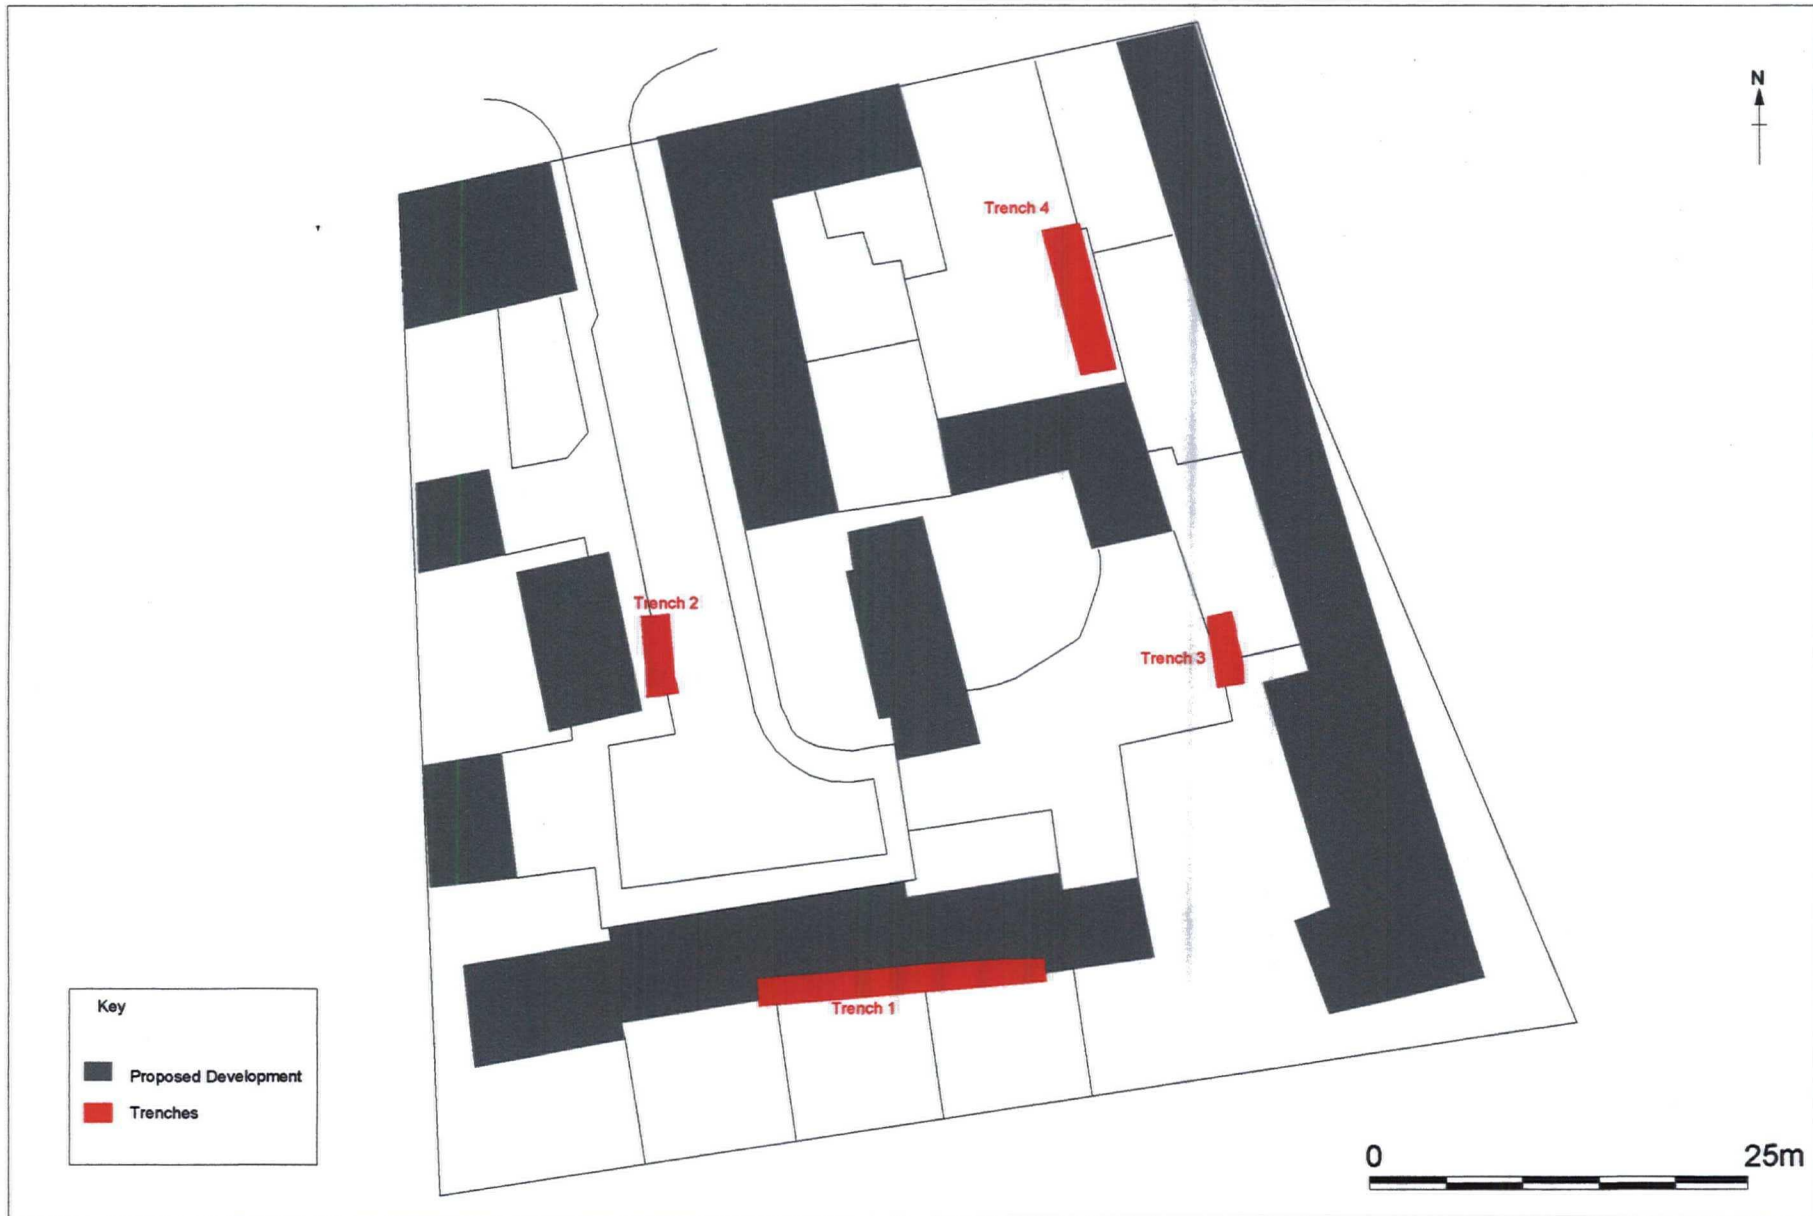 N
Trench 4
Trench 2
Trench 3
Trench 1
Key
Proposed Development
Trenches
0 25m